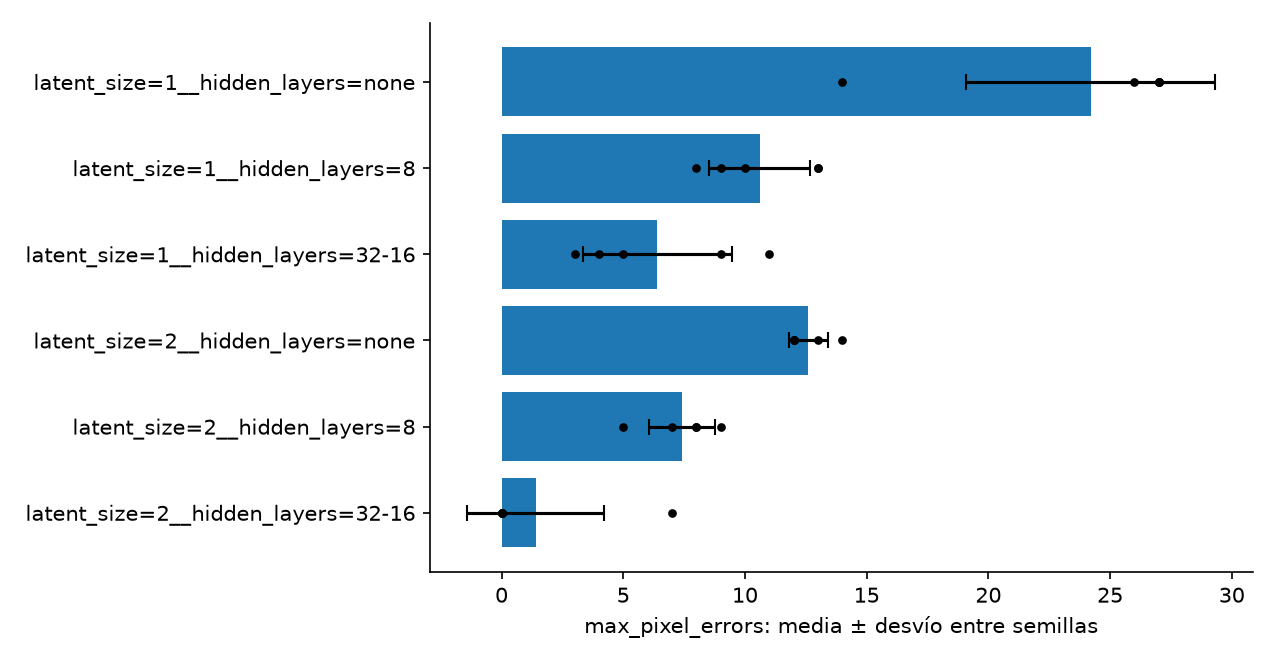 latent_size=1__hidden_layers=none
latent_size=1__hidden_layers=8
latent_size=1__hidden_layers=32-16
latent_size=2__hidden_layers=none
latent_size=2__hidden_layers=8
latent_size=2__hidden_layers=32-16
0 5 10 15 20 25 30
max_pixel_errors: media ± desvío entre semillas